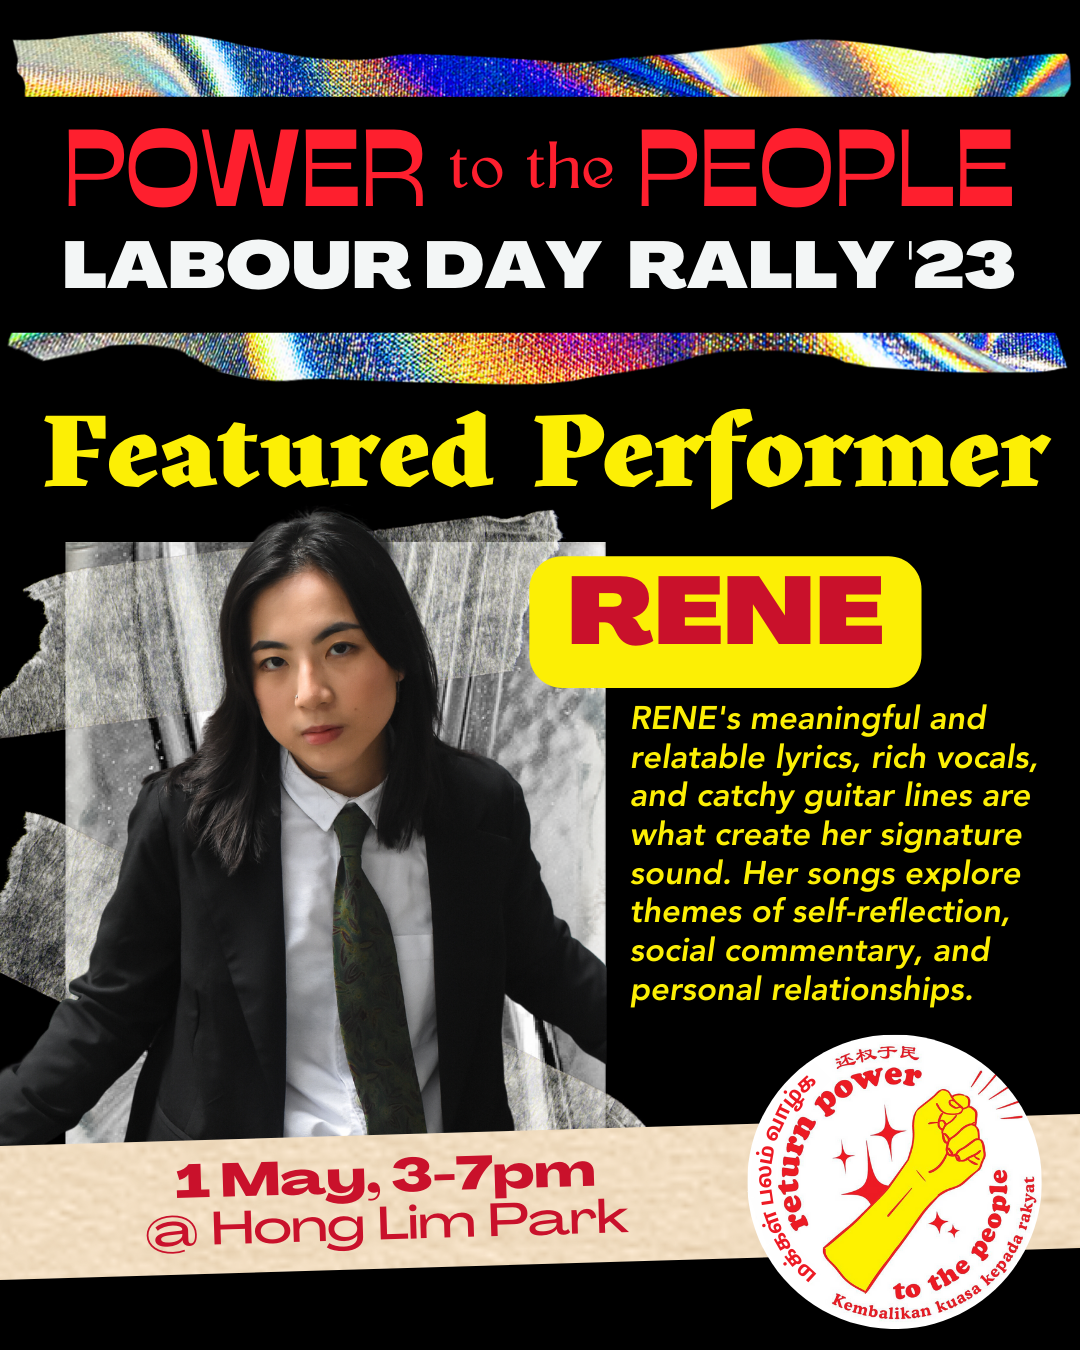 POWER to the PEOPLE
LABOUR DAY RALLY '23
Featured Performer
RENE
RENE's meaningful and
relatable lyrics, rich vocals,
and catchy guitar lines are
what create her signature
sound. Her songs explore
themes of self-reflection,
social commentary, and
personal relationships.
1 May, 3-7pm
@ Hong Lim Park
还权于民
மக்கள் பலம் வாழ்க
return power
to the people
Kembalikan kuasa kepada rakyat